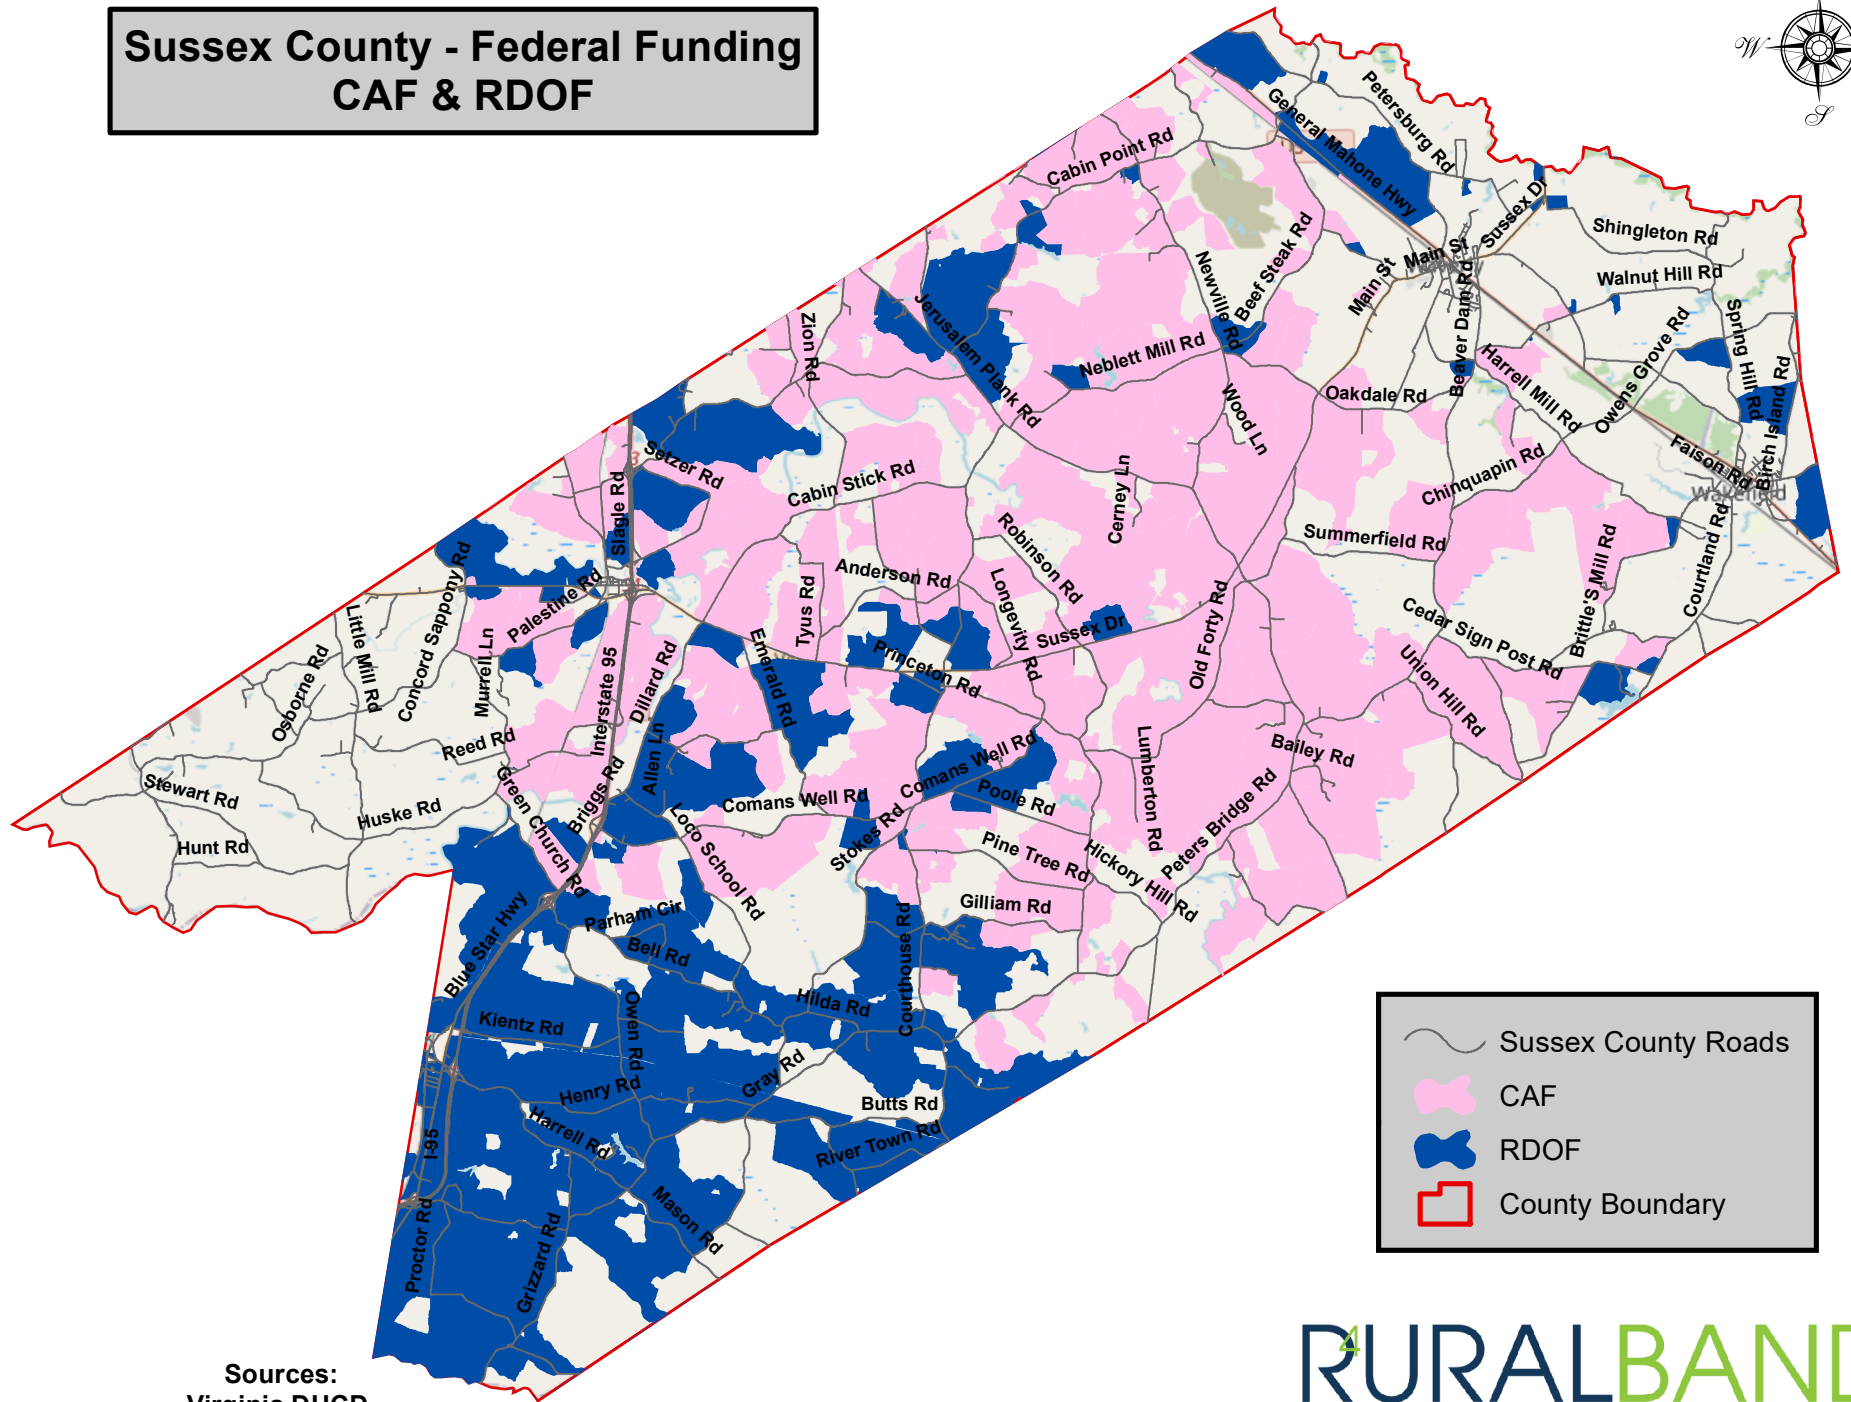 Sussex County - Federal Funding
CAF & RDOF
W
S
Petersburg Rd
General Mahone Hwy
Cabin Point Rd
Sussex Dr
Shingleton Rd
Main St
Main St
Walnut Hill Rd
Newville Rd
Beef Steak Rd
Beaver Dam Rd
Spring Hill Rd
Owens Grove Rd
Birch Island Rd
Jerusalem Plank Rd
Zion Rd
Neblett Mill Rd
Harrell Mill Rd
Oakdale Rd
Wood Ln
Faison Rd
Wakefield
Setzer Rd
Cabin Stick Rd
Cerney Ln
Chinquapin Rd
Slagle Rd
Robinson Rd
Summerfield Rd
Brittle'S Mill Rd
Courtland Rd
Concord Sappony Rd
Palestine Rd
Anderson Rd
Tyus Rd
Longevity Rd
Sussex Dr
Old Forty Rd
Cedar Sign Post Rd
Little Mill Rd
Osborne Rd
Murrell Ln
Interstate 95
Dillard Rd
Emerald Rd
Princeton Rd
Union Hill Rd
Reed Rd
Allen Ln
Comans Well Rd
Lumberton Rd
Bailey Rd
Stewart Rd
Huske Rd
Green Church Rd
Briggs Rd
Comans Well Rd
Poole Rd
Peters Bridge Rd
Hunt Rd
Loco School Rd
Stokes Rd
Pine Tree Rd
Hickory Hill Rd
Gilliam Rd
Parham Cir
Blue Star Hwy
Bell Rd
Courthouse Rd
Hilda Rd
Kientz Rd
Owen Rd
Gray Rd
Henry Rd
Butts Rd
Harrell Rd
River Town Rd
I-95
Mason Rd
Proctor Rd
Grizzard Rd
Sussex County Roads
CAF
RDOF
County Boundary
Sources:
Virginia DHCD
R4URALBAND